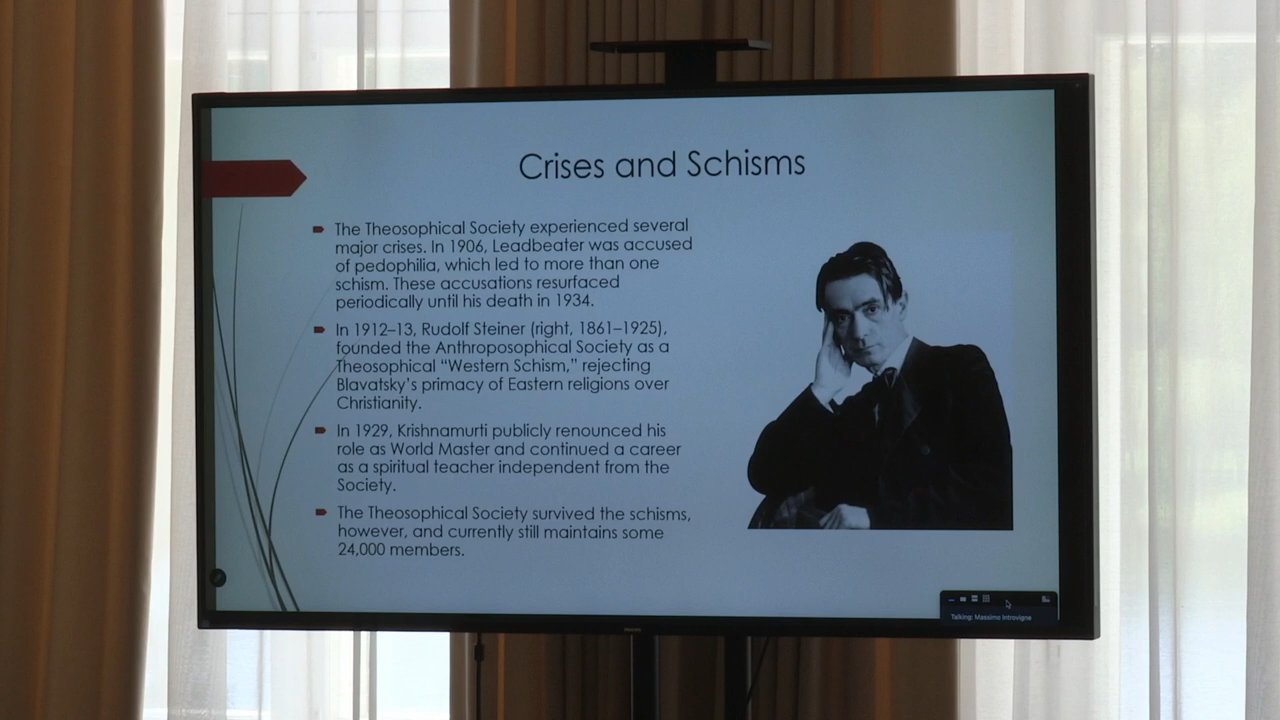 Crises and Schisms
The Theosophical Society experienced several
major crises. In 1906, Leadbeater was accused
of pedophilia, which led to more than one
schism. These accusations resurfaced
periodically until his death in 1934.
In 1912–13, Rudolf Steiner (right, 1861–1925),
founded the Anthroposophical Society as a
Theosophical “Western Schism,” rejecting
Blavatsky’s primacy of Eastern religions over
Christianity.
In 1929, Krishnamurti publicly renounced his
role as World Master and continued a career
as a spiritual teacher independent from the
Society.
The Theosophical Society survived the schisms,
however, and currently still maintains some
24,000 members.
Talking: Massimo Introvigne
PHILIPS